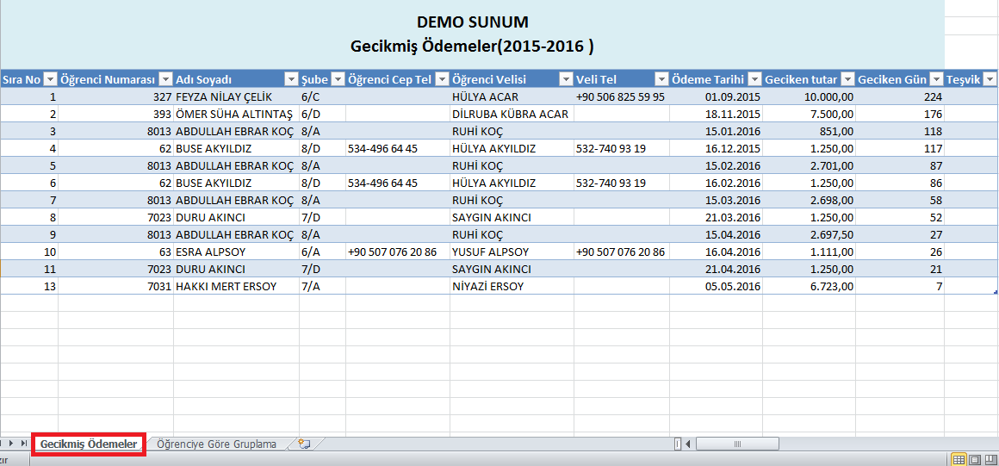 DEMO SUNUM
Gecikmiş Ödemeler(2015-2016 )
Sıra No Öğrenci Numarası Adı Soyadı Şube Öğrenci Cep Tel Öğrenci Velisi Veli Tel Ödeme Tarihi Geciken tutar Geciken Gün Teşvik
1 327 FEYZA NİLAY ÇELİK 6/C HÜLYA ACAR +90 506 825 59 95 01.09.2015 10.000,00 224
2 393 ÖMER SÜHA ALTINTAŞ 6/D DİLRUBA KÜBRA ACAR 18.11.2015 7.500,00 176
3 8013 ABDULLAH EBRAR KOÇ 8/A RUHİ KOÇ 15.01.2016 851,00 118
4 62 BUSE AKYILDIZ 8/D 534-496 64 45 HÜLYA AKYILDIZ 532-740 93 19 16.12.2015 1.250,00 117
5 8013 ABDULLAH EBRAR KOÇ 8/A RUHİ KOÇ 15.02.2016 2.701,00 87
6 62 BUSE AKYILDIZ 8/D 534-496 64 45 HÜLYA AKYILDIZ 532-740 93 19 16.02.2016 1.250,00 86
7 8013 ABDULLAH EBRAR KOÇ 8/A RUHİ KOÇ 15.03.2016 2.698,00 58
8 7023 DURU AKINCI 7/D SAYGIN AKINCI 21.03.2016 1.250,00 52
9 8013 ABDULLAH EBRAR KOÇ 8/A RUHİ KOÇ 15.04.2016 2.697,50 27
10 63 ESRA ALPSOY 6/A +90 507 076 20 86 YUSUF ALPSOY +90 507 076 20 86 16.04.2016 1.111,00 26
11 7023 DURU AKINCI 7/D SAYGIN AKINCI 21.04.2016 1.250,00 21
13 7031 HAKKI MERT ERSOY 7/A NİYAZİ ERSOY 05.05.2016 6.723,00 7
Gecikmiş Ödemeler Öğrenciye Göre Gruplama
 zır